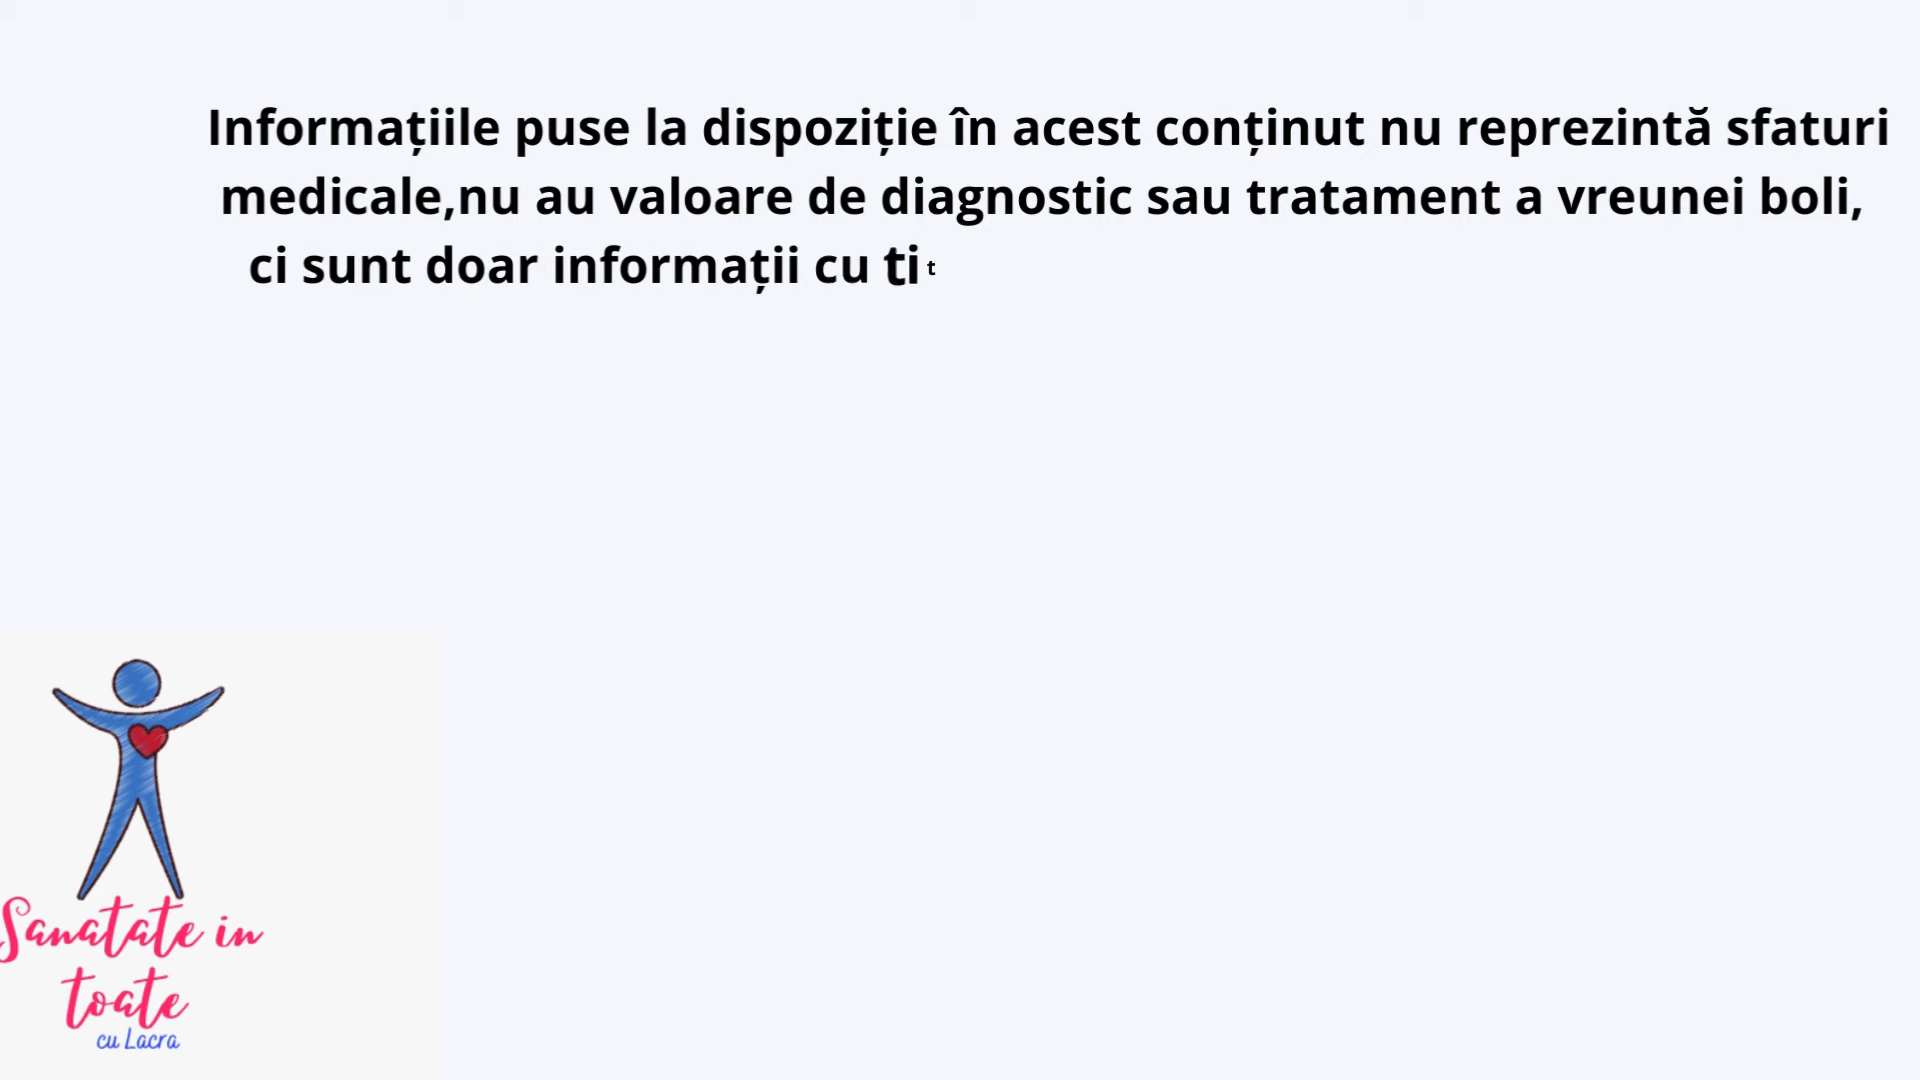 Informațiile puse la dispoziție în acest conținut nu reprezintă sfaturi
medicale,nu au valoare de diagnostic sau tratament a vreunei boli,
ci sunt doar informații cu tit
Sanatate in
toate
cu Lacra